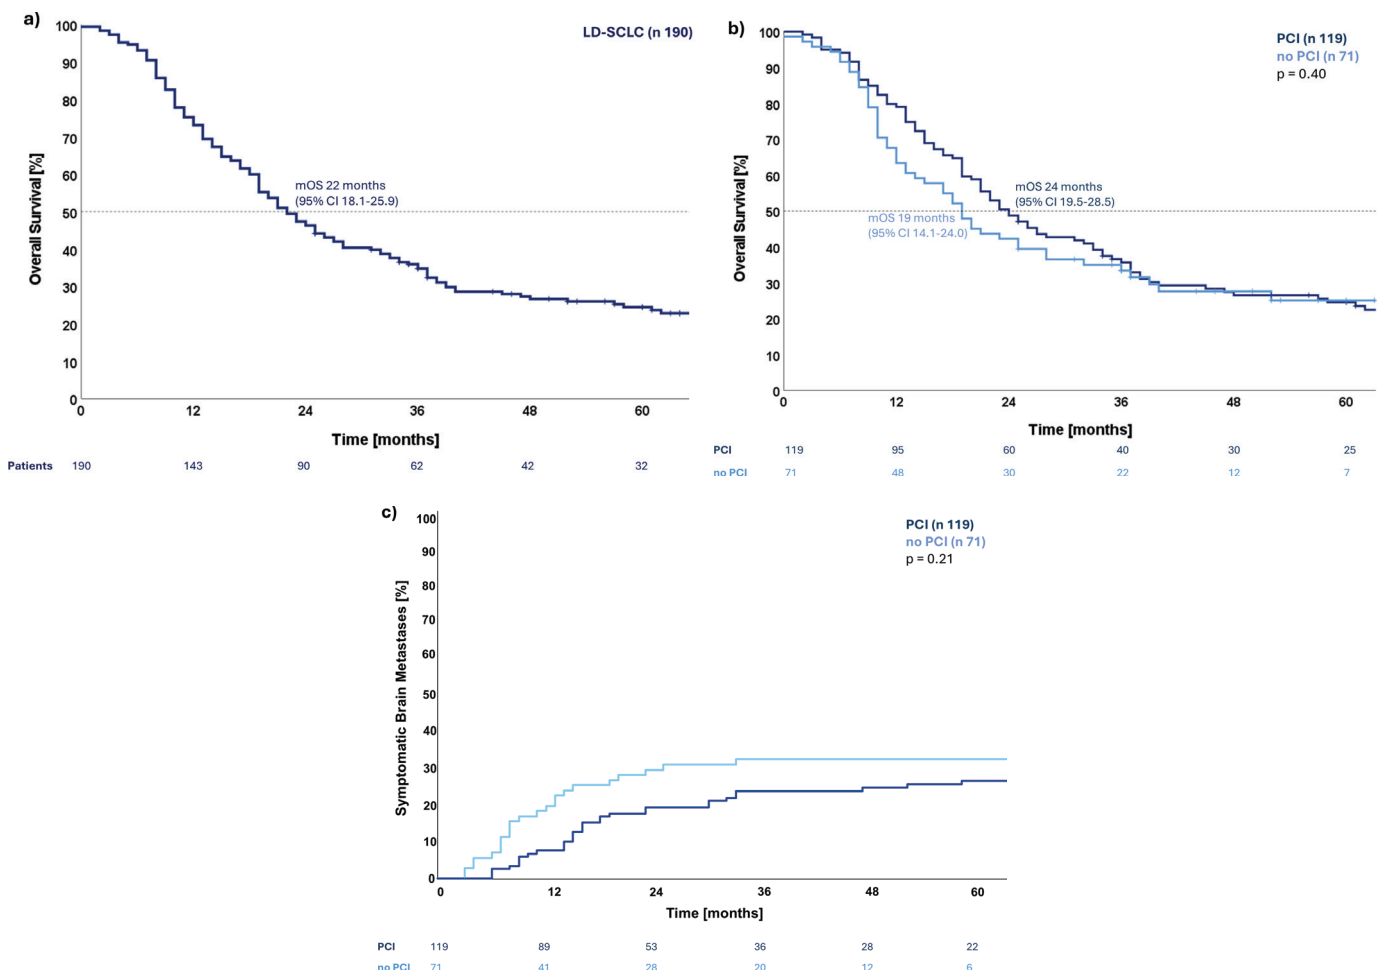 a)
LD-SCLC (n 190)
100
90
80
70
60
50
40
30
20
10
0
Overall Survival [%]
mOS 22 months
(95% CI 18.1-25.9)
0 12 24 36 48 60
Time [months]
Patients 190 143 90 62 42 32
b)
PCI (n 119)
no PCI (n 71)
p = 0.40
100
90
80
70
60
50
40
30
20
10
0
Overall Survival [%]
mOS 24 months
(95% CI 19.5-28.5)
mOS 19 months
(95% CI 14.1-24.0)
0 12 24 36 48 60
Time [months]
PCI 119 95 60 40 30 25
no PCI 71 48 30 22 12 7
c)
PCI (n 119)
no PCI (n 71)
p = 0.21
100
90
80
70
60
50
40
30
20
10
0
Symptomatic Brain Metastases [%]
0 12 24 36 48 60
Time [months]
PCI 119 89 53 36 28 22
no PCI 71 41 28 20 12 6